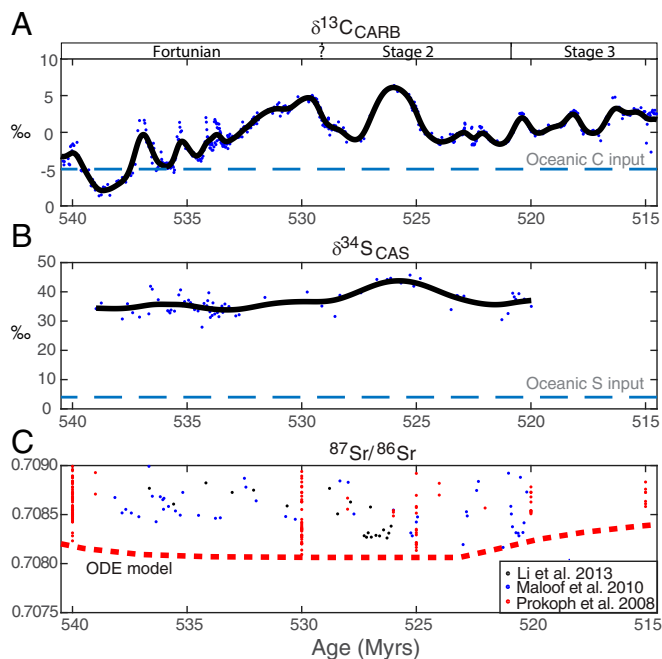 A
δ13CCARB
Fortunian
?
Stage 2
Stage 3
10
5
0
-5
-10
‰
Oceanic C input
540
535
530
525
520
515
B
δ34SCAS
50
40
30
20
10
0
‰
Oceanic S input
540
535
530
525
520
515
C
87Sr/86Sr
0.7090
0.7085
0.7080
0.7075
ODE model
Li et al. 2013
Maloof et al. 2010
Prokoph et al. 2008
540
535
530
525
520
515
Age (Myrs)